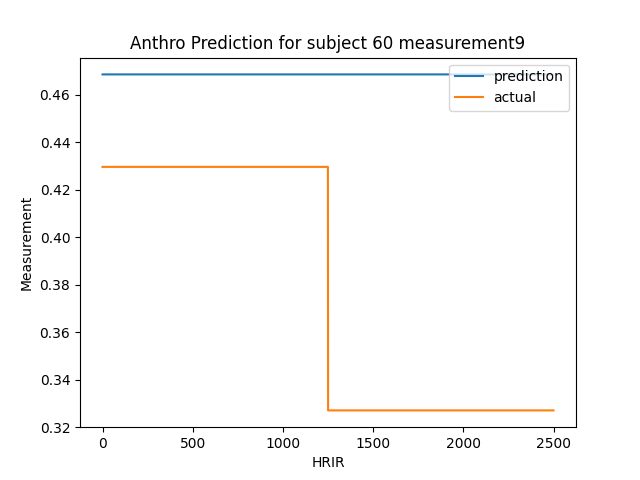 Anthro Prediction for subject 60 measurement9
prediction
actual
Measurement
0.46
0.44
0.42
0.40
0.38
0.36
0.34
0.32
0
500
1000
1500
2000
2500
HRIR